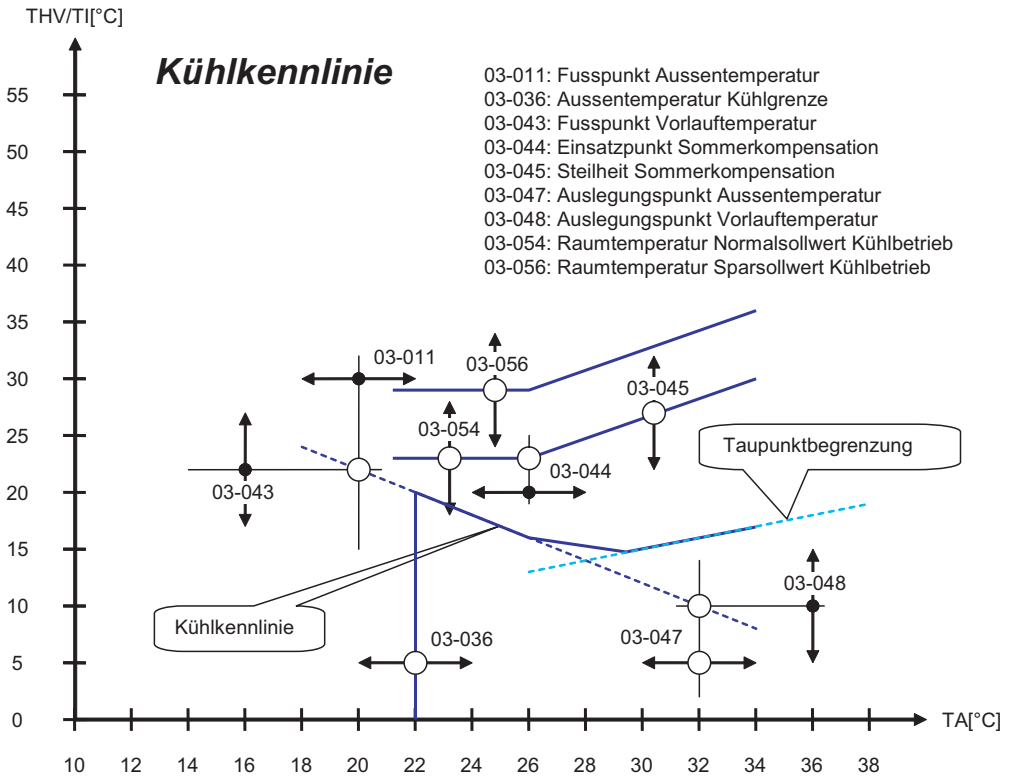 THV/TI[°C]
Kühlkennlinie
03-011: Fusspunkt Aussentemperatur
03-036: Aussentemperatur Kühlgrenze
03-043: Fusspunkt Vorlauftemperatur
03-044: Einsatzpunkt Sommerkompensation
03-045: Steilheit Sommerkompensation
03-047: Auslegungspunkt Aussentemperatur
03-048: Auslegungspunkt Vorlauftemperatur
03-054: Raumtemperatur Normalsollwert Kühlbetrieb
03-056: Raumtemperatur Sparsollwert Kühlbetrieb
55
50
45
40
35
30
25
20
15
10
5
0
03-011
03-056
03-045
03-054
Taupunktbegrenzung
03-044
03-043
03-048
Kühlkennlinie
03-036
03-047
TA[°C]
10 12 14 16 18 20 22 24 26 28 30 32 34 36 38